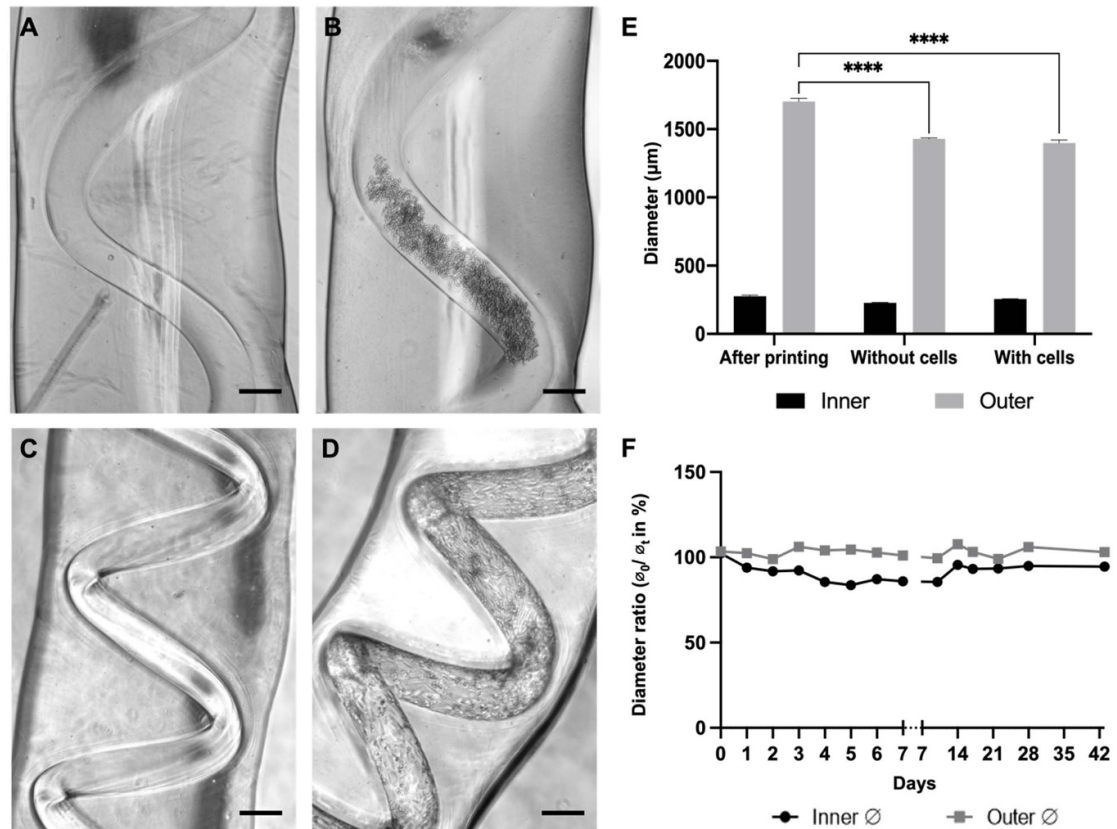 A
B
C
D
E
****
****
2000
1500
1000
500
0
Diameter (µm)
After printing
Without cells
With cells
Inner
Outer
F
150
100
50
0
Diameter ratio (⌀₀/ ⌀ₜ in %)
0 1 2 3 4 5 6 7 7 14 21 28 35 42
Days
Inner ∅
Outer ∅